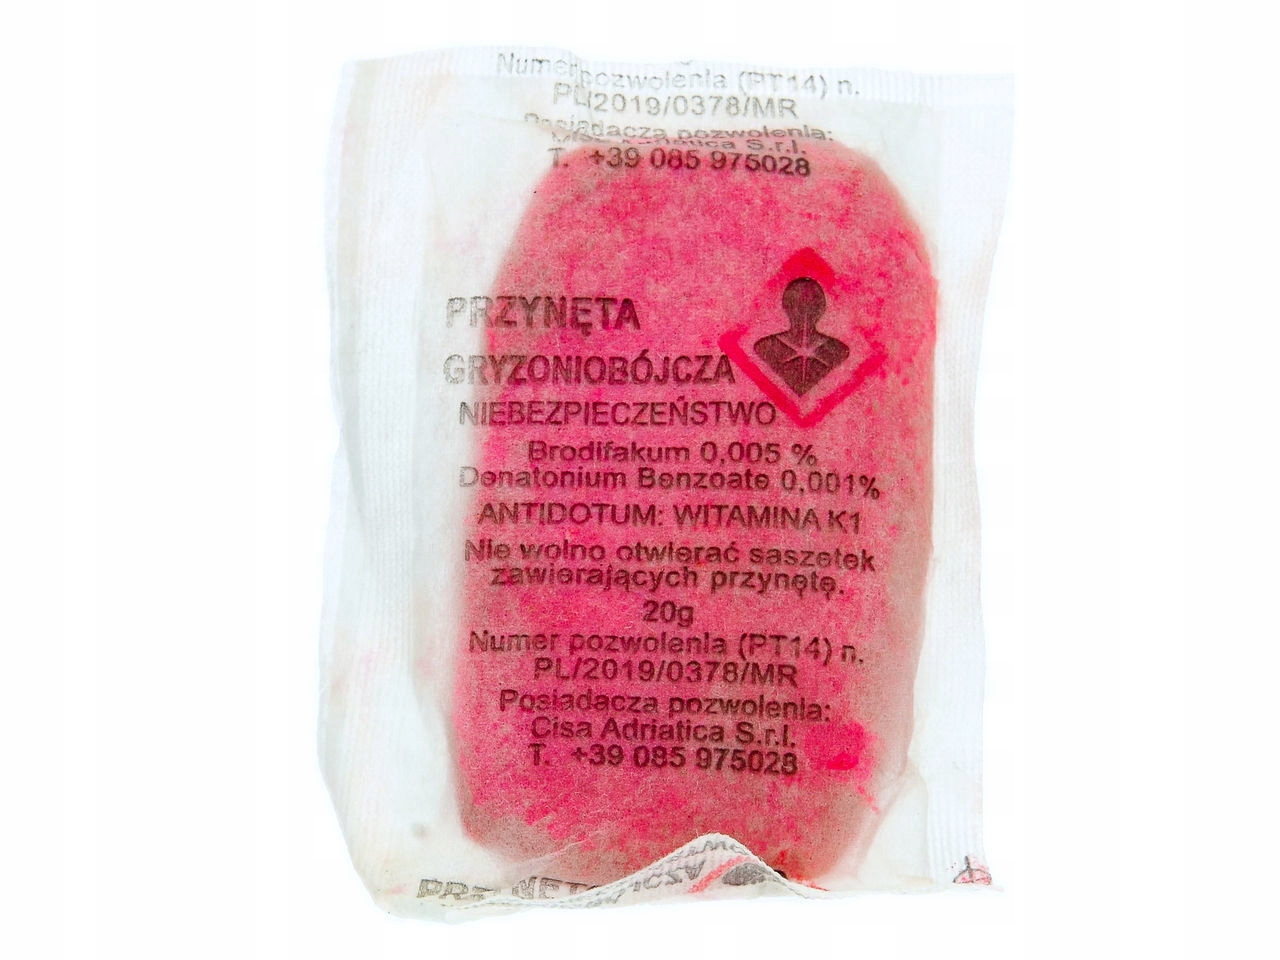 Numer pozwolenia (PT14) n.
PL/2019/0378/MR
Posiadacza pozwolenia:
Adriatica S.r.l.
T. +39 085 975028
PRZYNĘTA
GRYZONIOBÓJCZA
NIEBEZPIECZEŃSTWO
Brodifakum 0,005 %
Denatonium Benzoate 0,001%
ANTIDOTUM: WITAMINA K1
Nie wolno otwierać saszetek
zawierających przynętę.
20g
Numer pozwolenia (PT14) n.
PL/2019/0378/MR
Posiadacza pozwolenia:
Cisa Adriatica S.r.l.
T. +39 085 975028